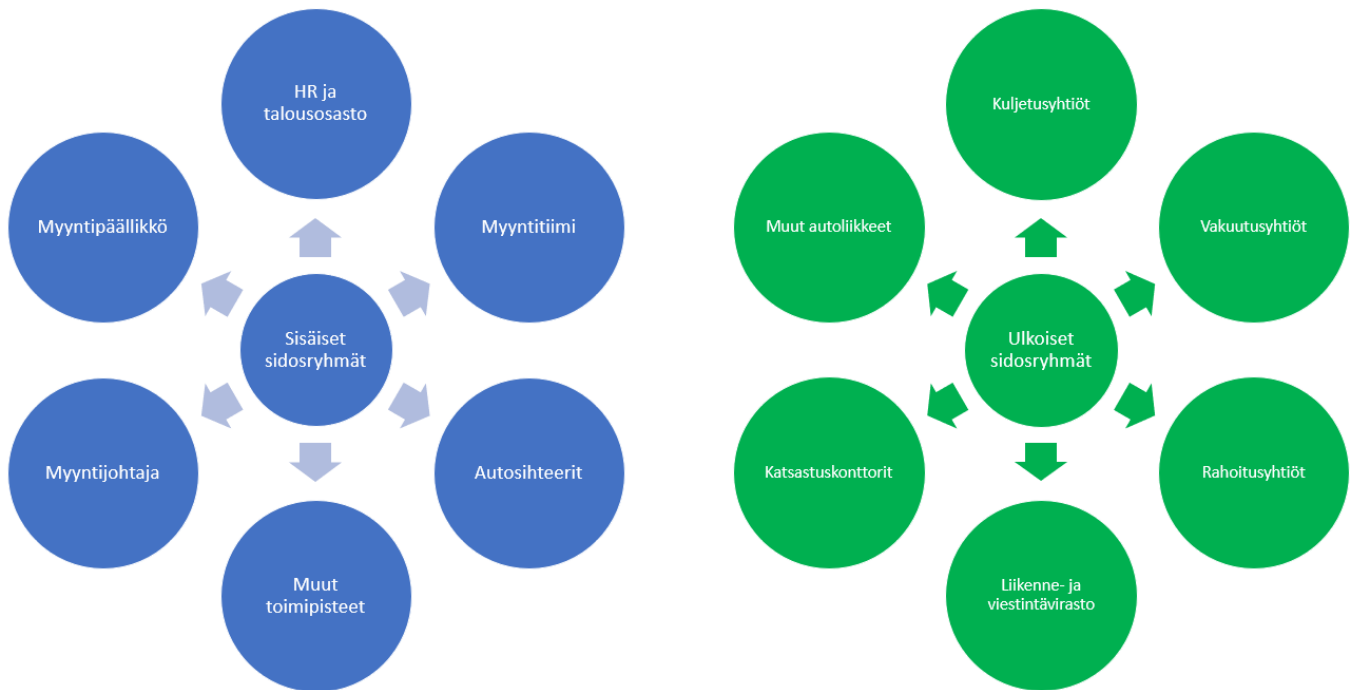 HR ja
talousosasto
Myyntipäällikkö
Myyntitiimi
Sisäiset
sidosryhmät
Myyntijohtaja
Autosihteerit
Muut
toimipisteet
Kuljetusyhtiöt
Muut autoliikkeet
Vakuutusyhtiöt
Ulkoiset
sidosryhmät
Katsastuskonttorit
Rahoitusyhtiöt
Liikenne- ja
viestintävirasto